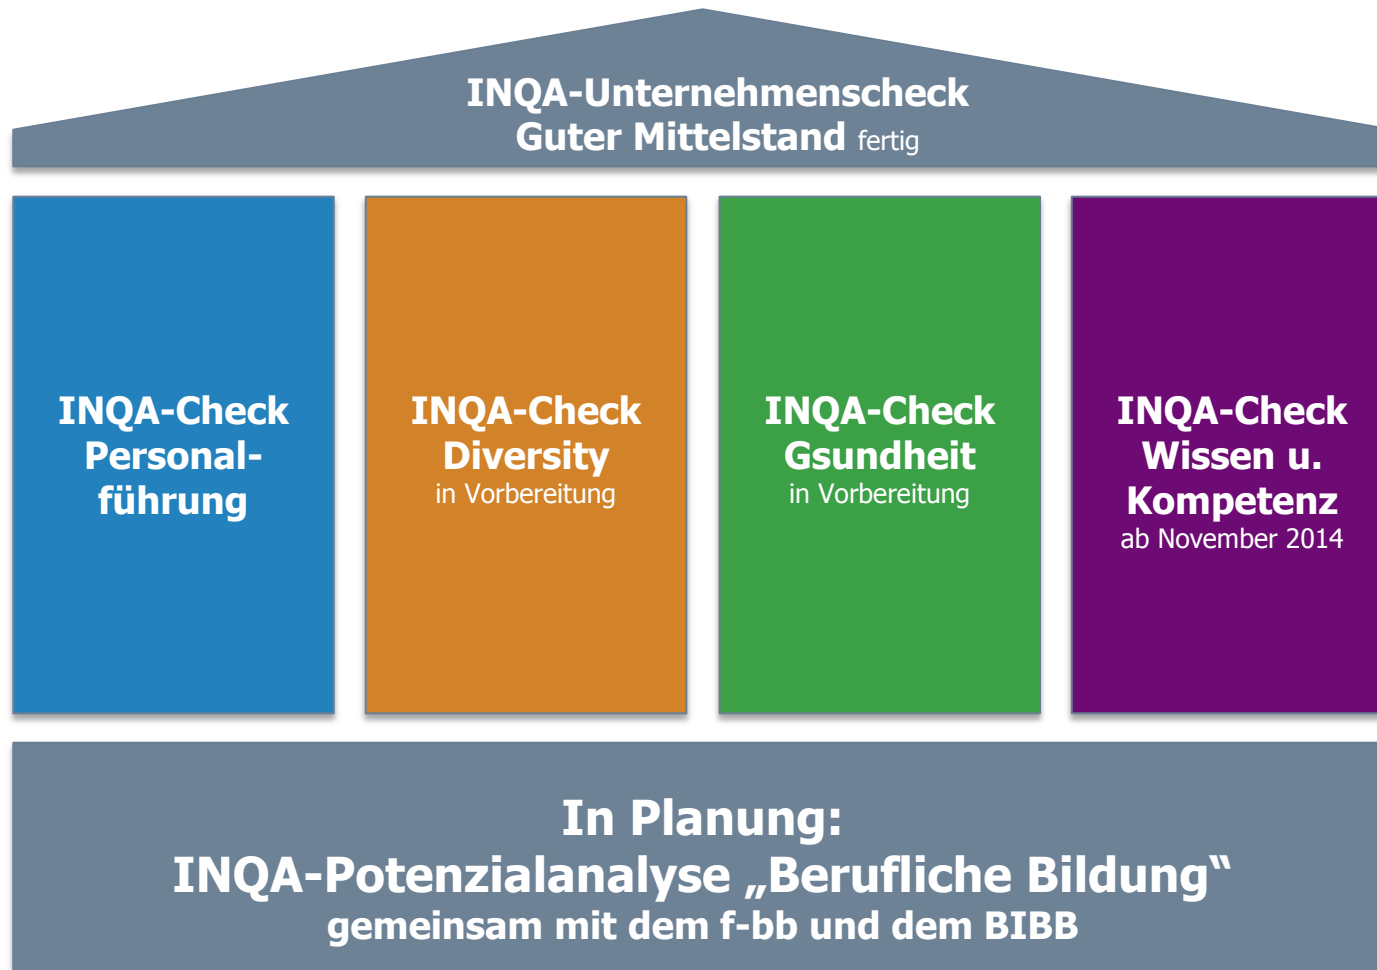 INQA-Unternehmenscheck
Guter Mittelstand fertig
INQA-Check
Personal-
führung
INQA-Check
Diversity
in Vorbereitung
INQA-Check
Gsundheit
in Vorbereitung
INQA-Check
Wissen u.
Kompetenz
ab November 2014
In Planung:
INQA-Potenzialanalyse „Berufliche Bildung“
gemeinsam mit dem f-bb und dem BIBB